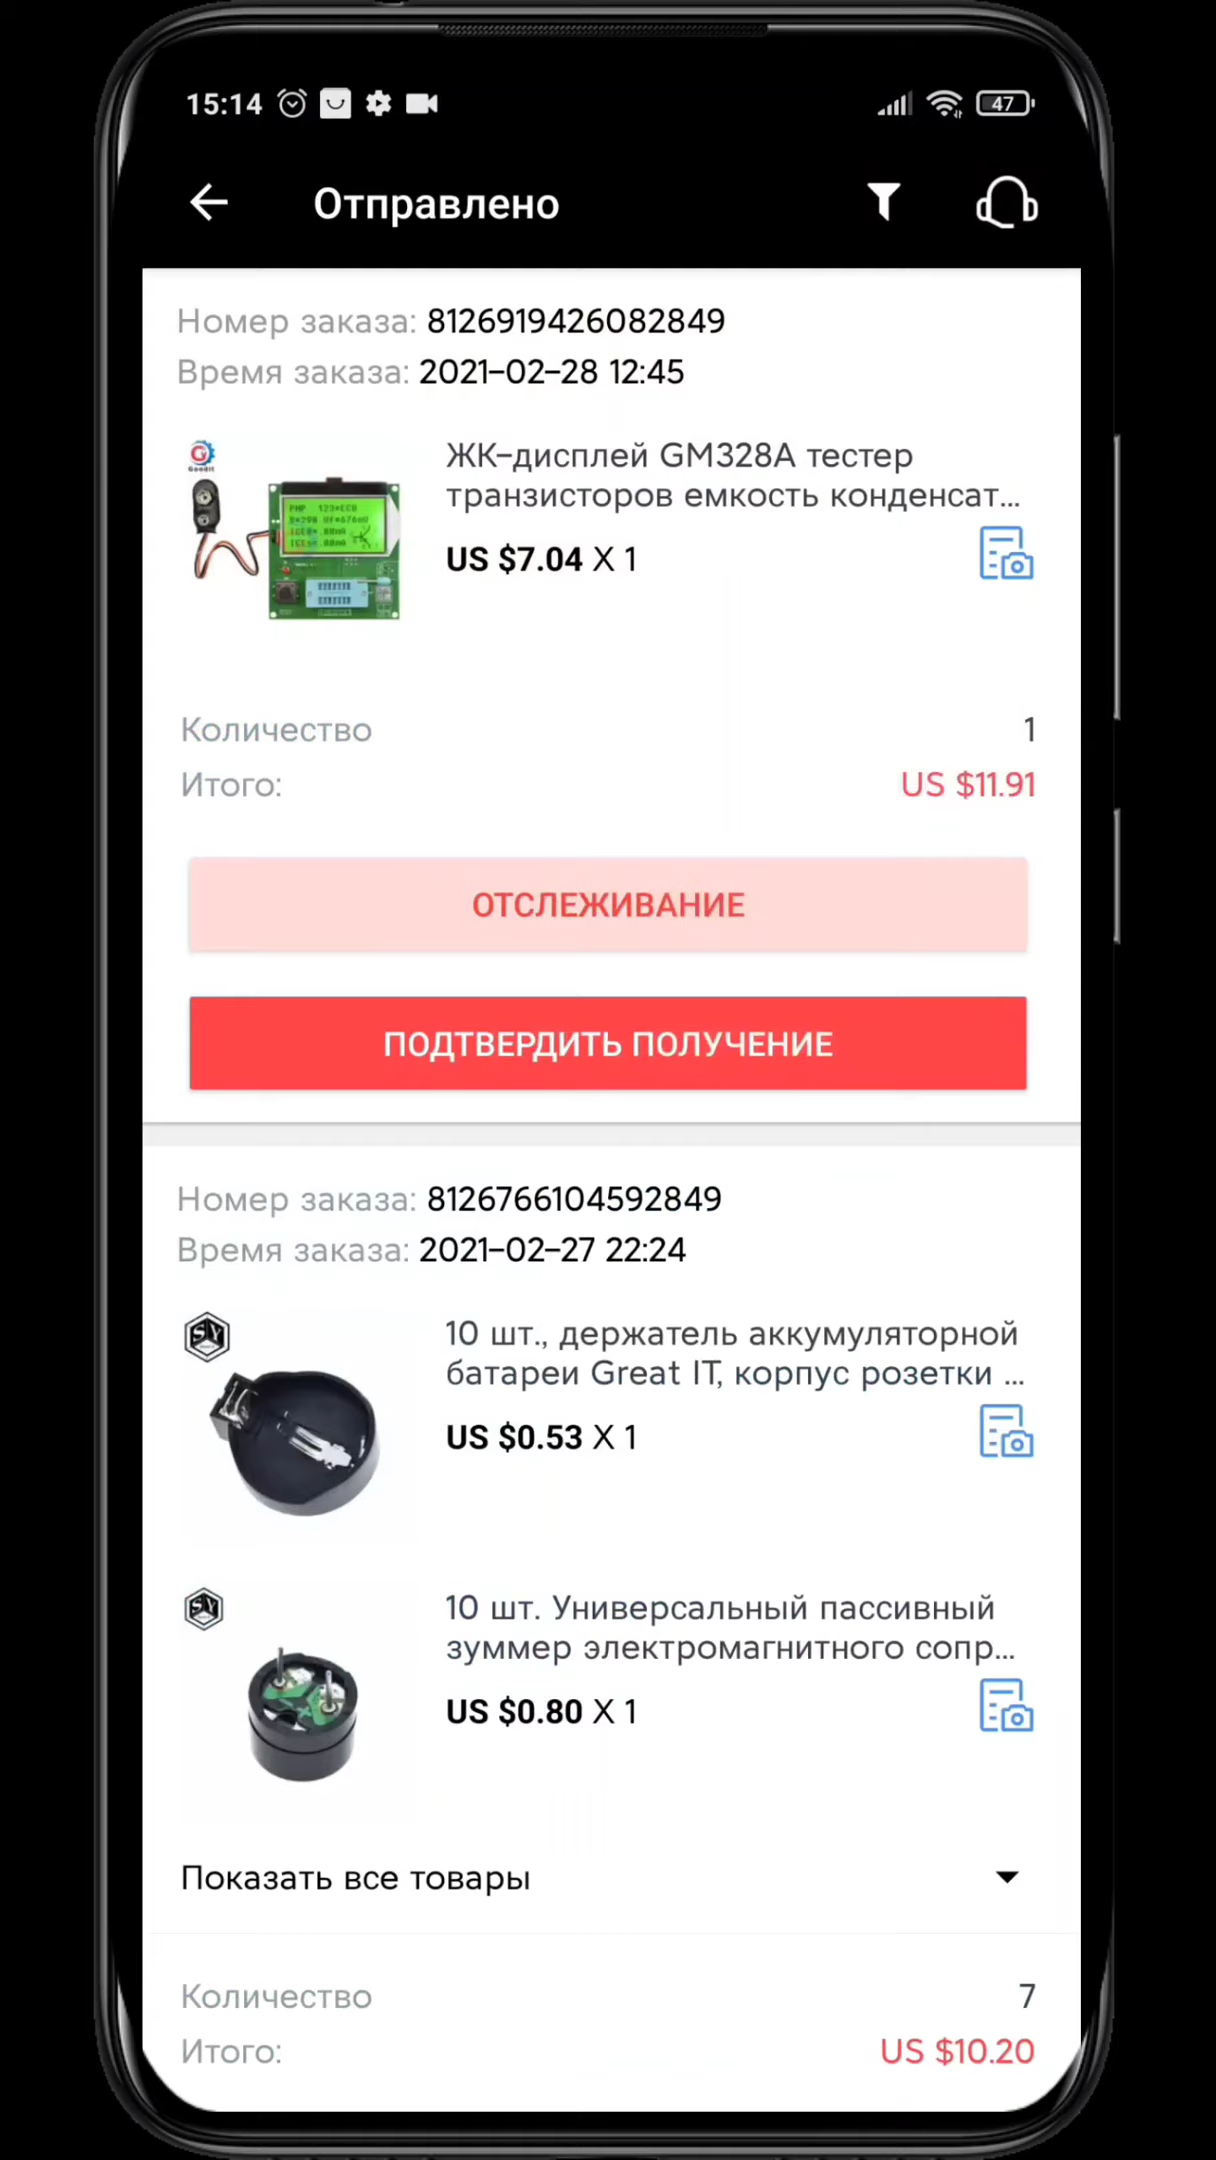 15:14
47
Отправлено
Номер заказа: 8126919426082849
Время заказа: 2021-02-28 12:45
ЖК-дисплей GM328A тестер
транзисторов емкость конденсат...
US $7.04 X 1
Количество 1
Итого: US $11.91
ОТСЛЕЖИВАНИЕ
ПОДТВЕРДИТЬ ПОЛУЧЕНИЕ
Номер заказа: 8126766104592849
Время заказа: 2021-02-27 22:24
SY
10 шт., держатель аккумуляторной
батареи Great IT, корпус розетки ...
US $0.53 X 1
SY
10 шт. Универсальный пассивный
зуммер электромагнитного сопр...
US $0.80 X 1
Показать все товары
Количество 7
Итого: US $10.20